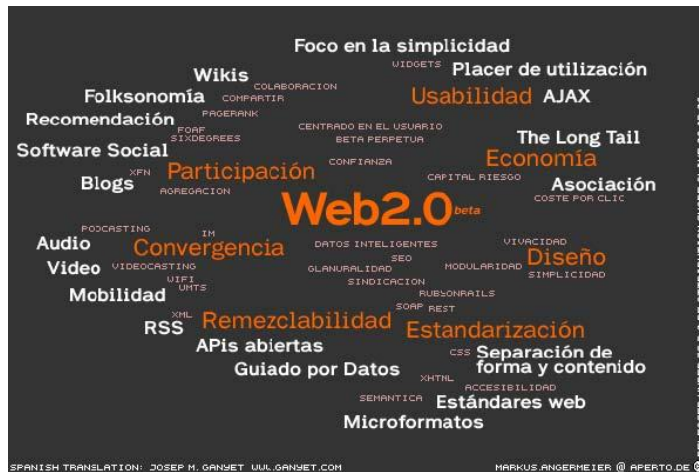 Foco en la simplicidad
WIDGETS
Placer de utilización
Wikis
COLABORACION
Usabilidad AJAX
Folksonomía
COMPARTIR
PAGERANK
Recomendación
FOAF
SIXDEGREES
CENTRADO EN EL USUARIO
BETA PERPETUA
The Long Tail
Software Social
Participación
CONFIANZA
Economía
XFN
Blogs
AGREGACION
CAPITAL RIESGO
Asociación
COSTE POR CLIC
Web2.0 beta
PODCASTING
IM
Audio
Convergencia
DATOS INTELIGENTES
VIVACIDAD
SEO
Diseño
Video
VIDEOCASTING
GLANURALIDAD
MODULARIDAD
SIMPLICIDAD
WIFI
SINDICACION
Mobilidad
UMTS
RUBYONRAILS
XML
SOAP REST
RSS
Remezclabilidad
Estandarización
APis abiertas
CSS
Separación de
forma y contenido
Guiado por Datos
XHTNL
ACCESIBILIDAD
SEMANTICA
Estándares web
Microformatos
SPANISH TRANSLATION: JOSEP M. GANYET WWW.GANYET.COM
MARKUS.ANGERMEIER @ APERTO.DE